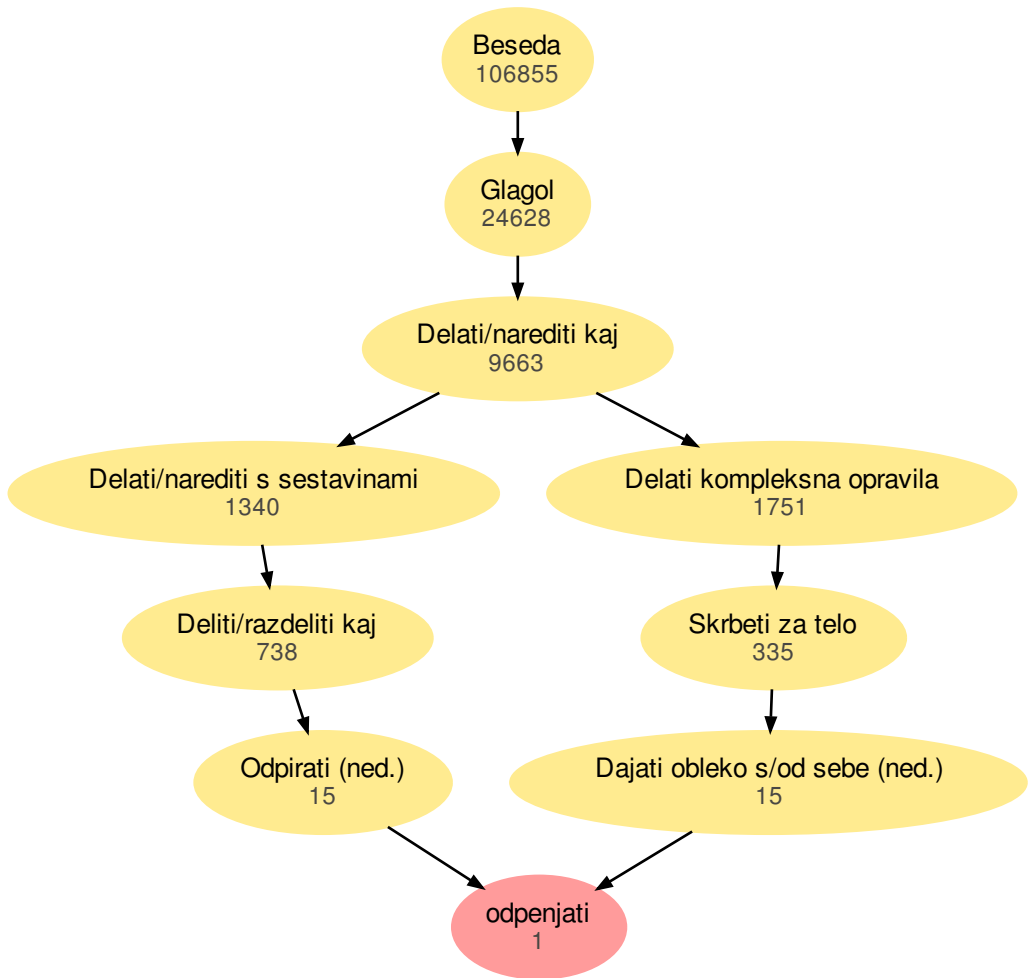 Beseda
106855
Glagol
24628
Delati/narediti kaj
9663
Delati/narediti s sestavinami
1340
Delati kompleksna opravila
1751
Deliti/razdeliti kaj
738
Skrbeti za telo
335
Odpirati (ned.)
15
Dajati obleko s/od sebe (ned.)
15
odpenjati
1